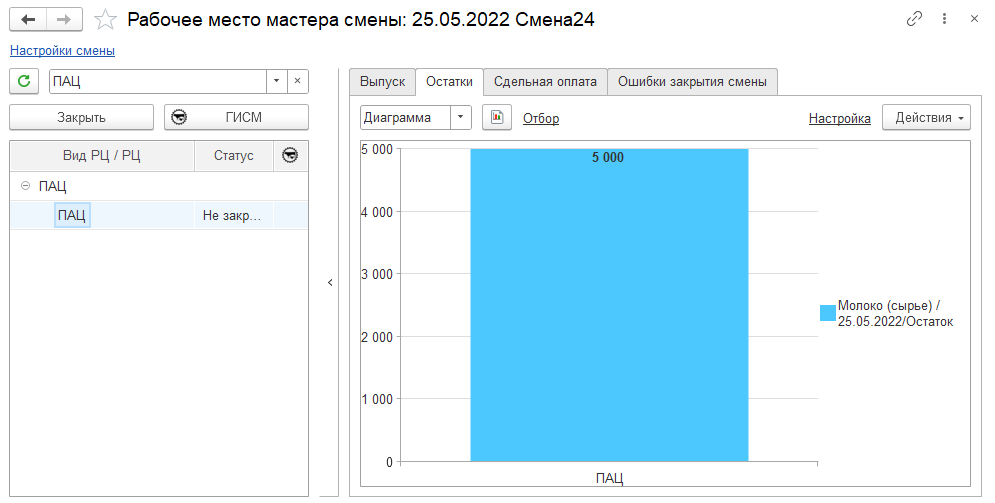 Рабочее место мастера смены: 25.05.2022 Смена24
Настройки смены
ПАЦ
Закрыть
ГИСМ
Вид РЦ / РЦ
Статус
ПАЦ
ПАЦ
Не закр...
Выпуск
Остатки
Сдельная оплата
Ошибки закрытия смены
Диаграмма
Отбор
Настройка
Действия
5 000
4 000
3 000
2 000
1 000
0
5 000
ПАЦ
Молоко (сырье) /
25.05.2022/Остаток